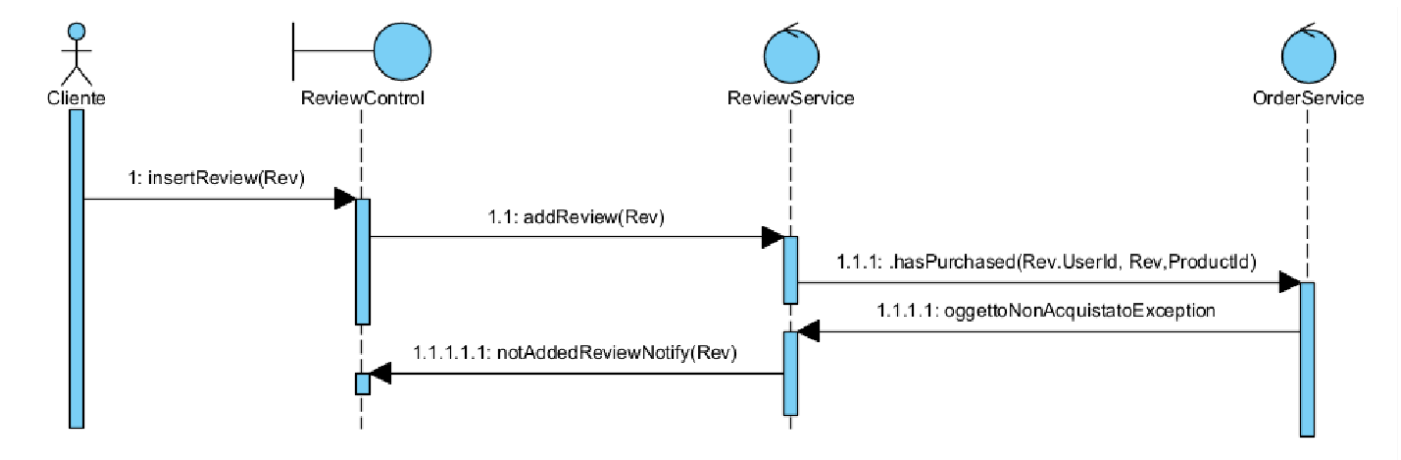 Cliente
ReviewControl
ReviewService
OrderService
1: insertReview(Rev)
1.1: addReview(Rev)
1.1.1: .hasPurchased(Rev.UserId, Rev,ProductId)
1.1.1.1: oggettoNonAcquistatoException
1.1.1.1.1: notAddedReviewNotify(Rev)